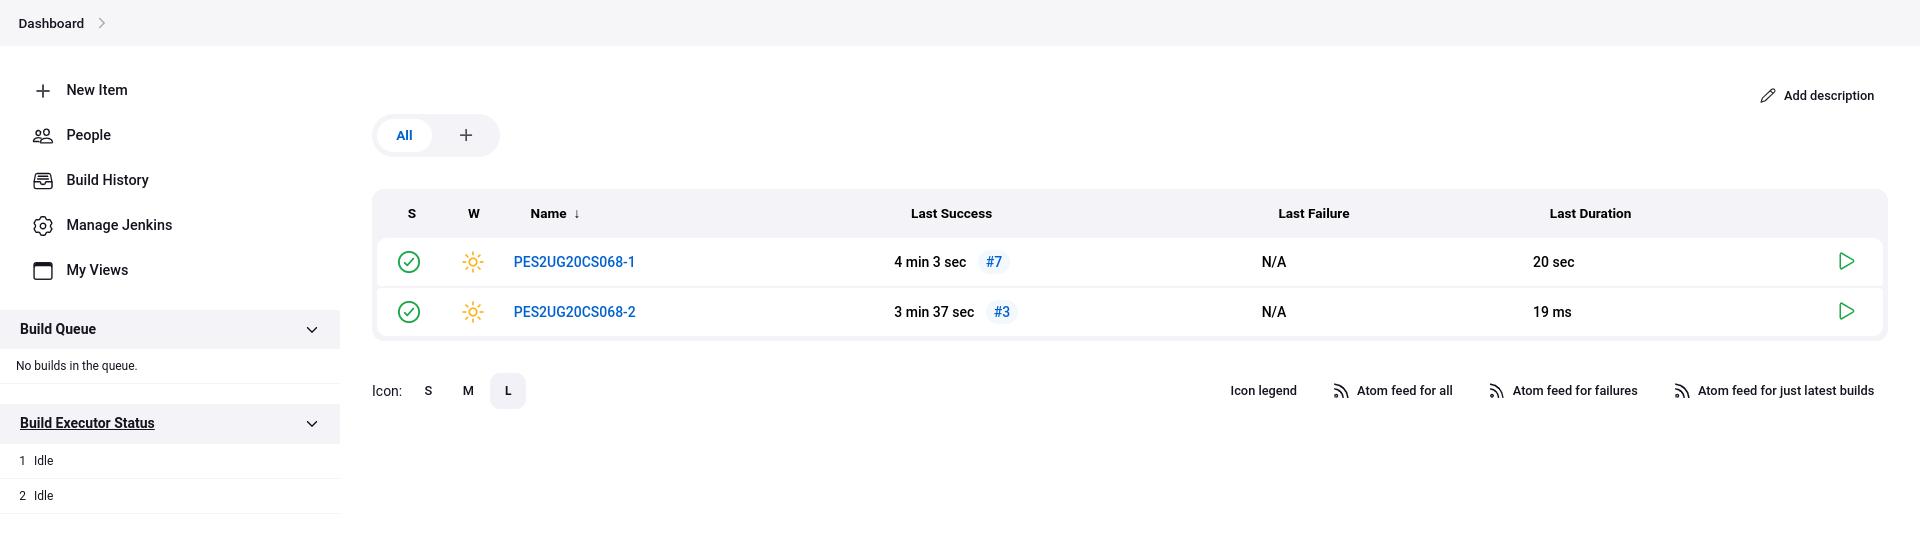 Dashboard
New Item
People
Build History
Manage Jenkins
My Views
Build Queue
No builds in the queue.
Build Executor Status
1 Idle
2 Idle
Add description
All +
S W Name ↓ Last Success Last Failure Last Duration
PES2UG20CS068-1 4 min 3 sec #7 N/A 20 sec
PES2UG20CS068-2 3 min 37 sec #3 N/A 19 ms
Icon: S M L Icon legend Atom feed for all Atom feed for failures Atom feed for just latest builds